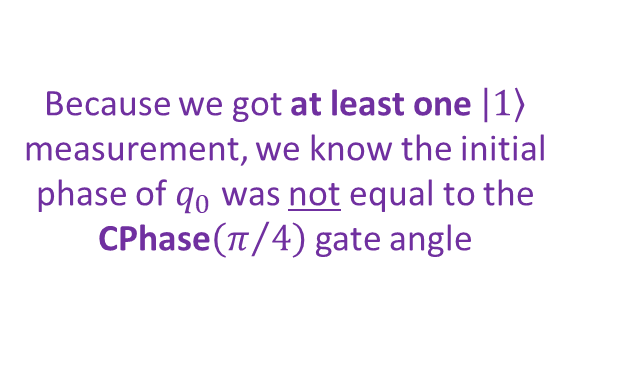 Because we got at least one |1⟩
measurement, we know the initial
phase of q₀ was not equal to the
CPhase(π/4) gate angle